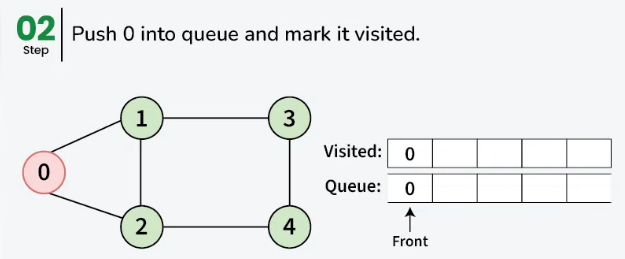 02
Step
Push 0 into queue and mark it visited.
1
3
0
2
4
Visited: 0
Queue: 0
Front